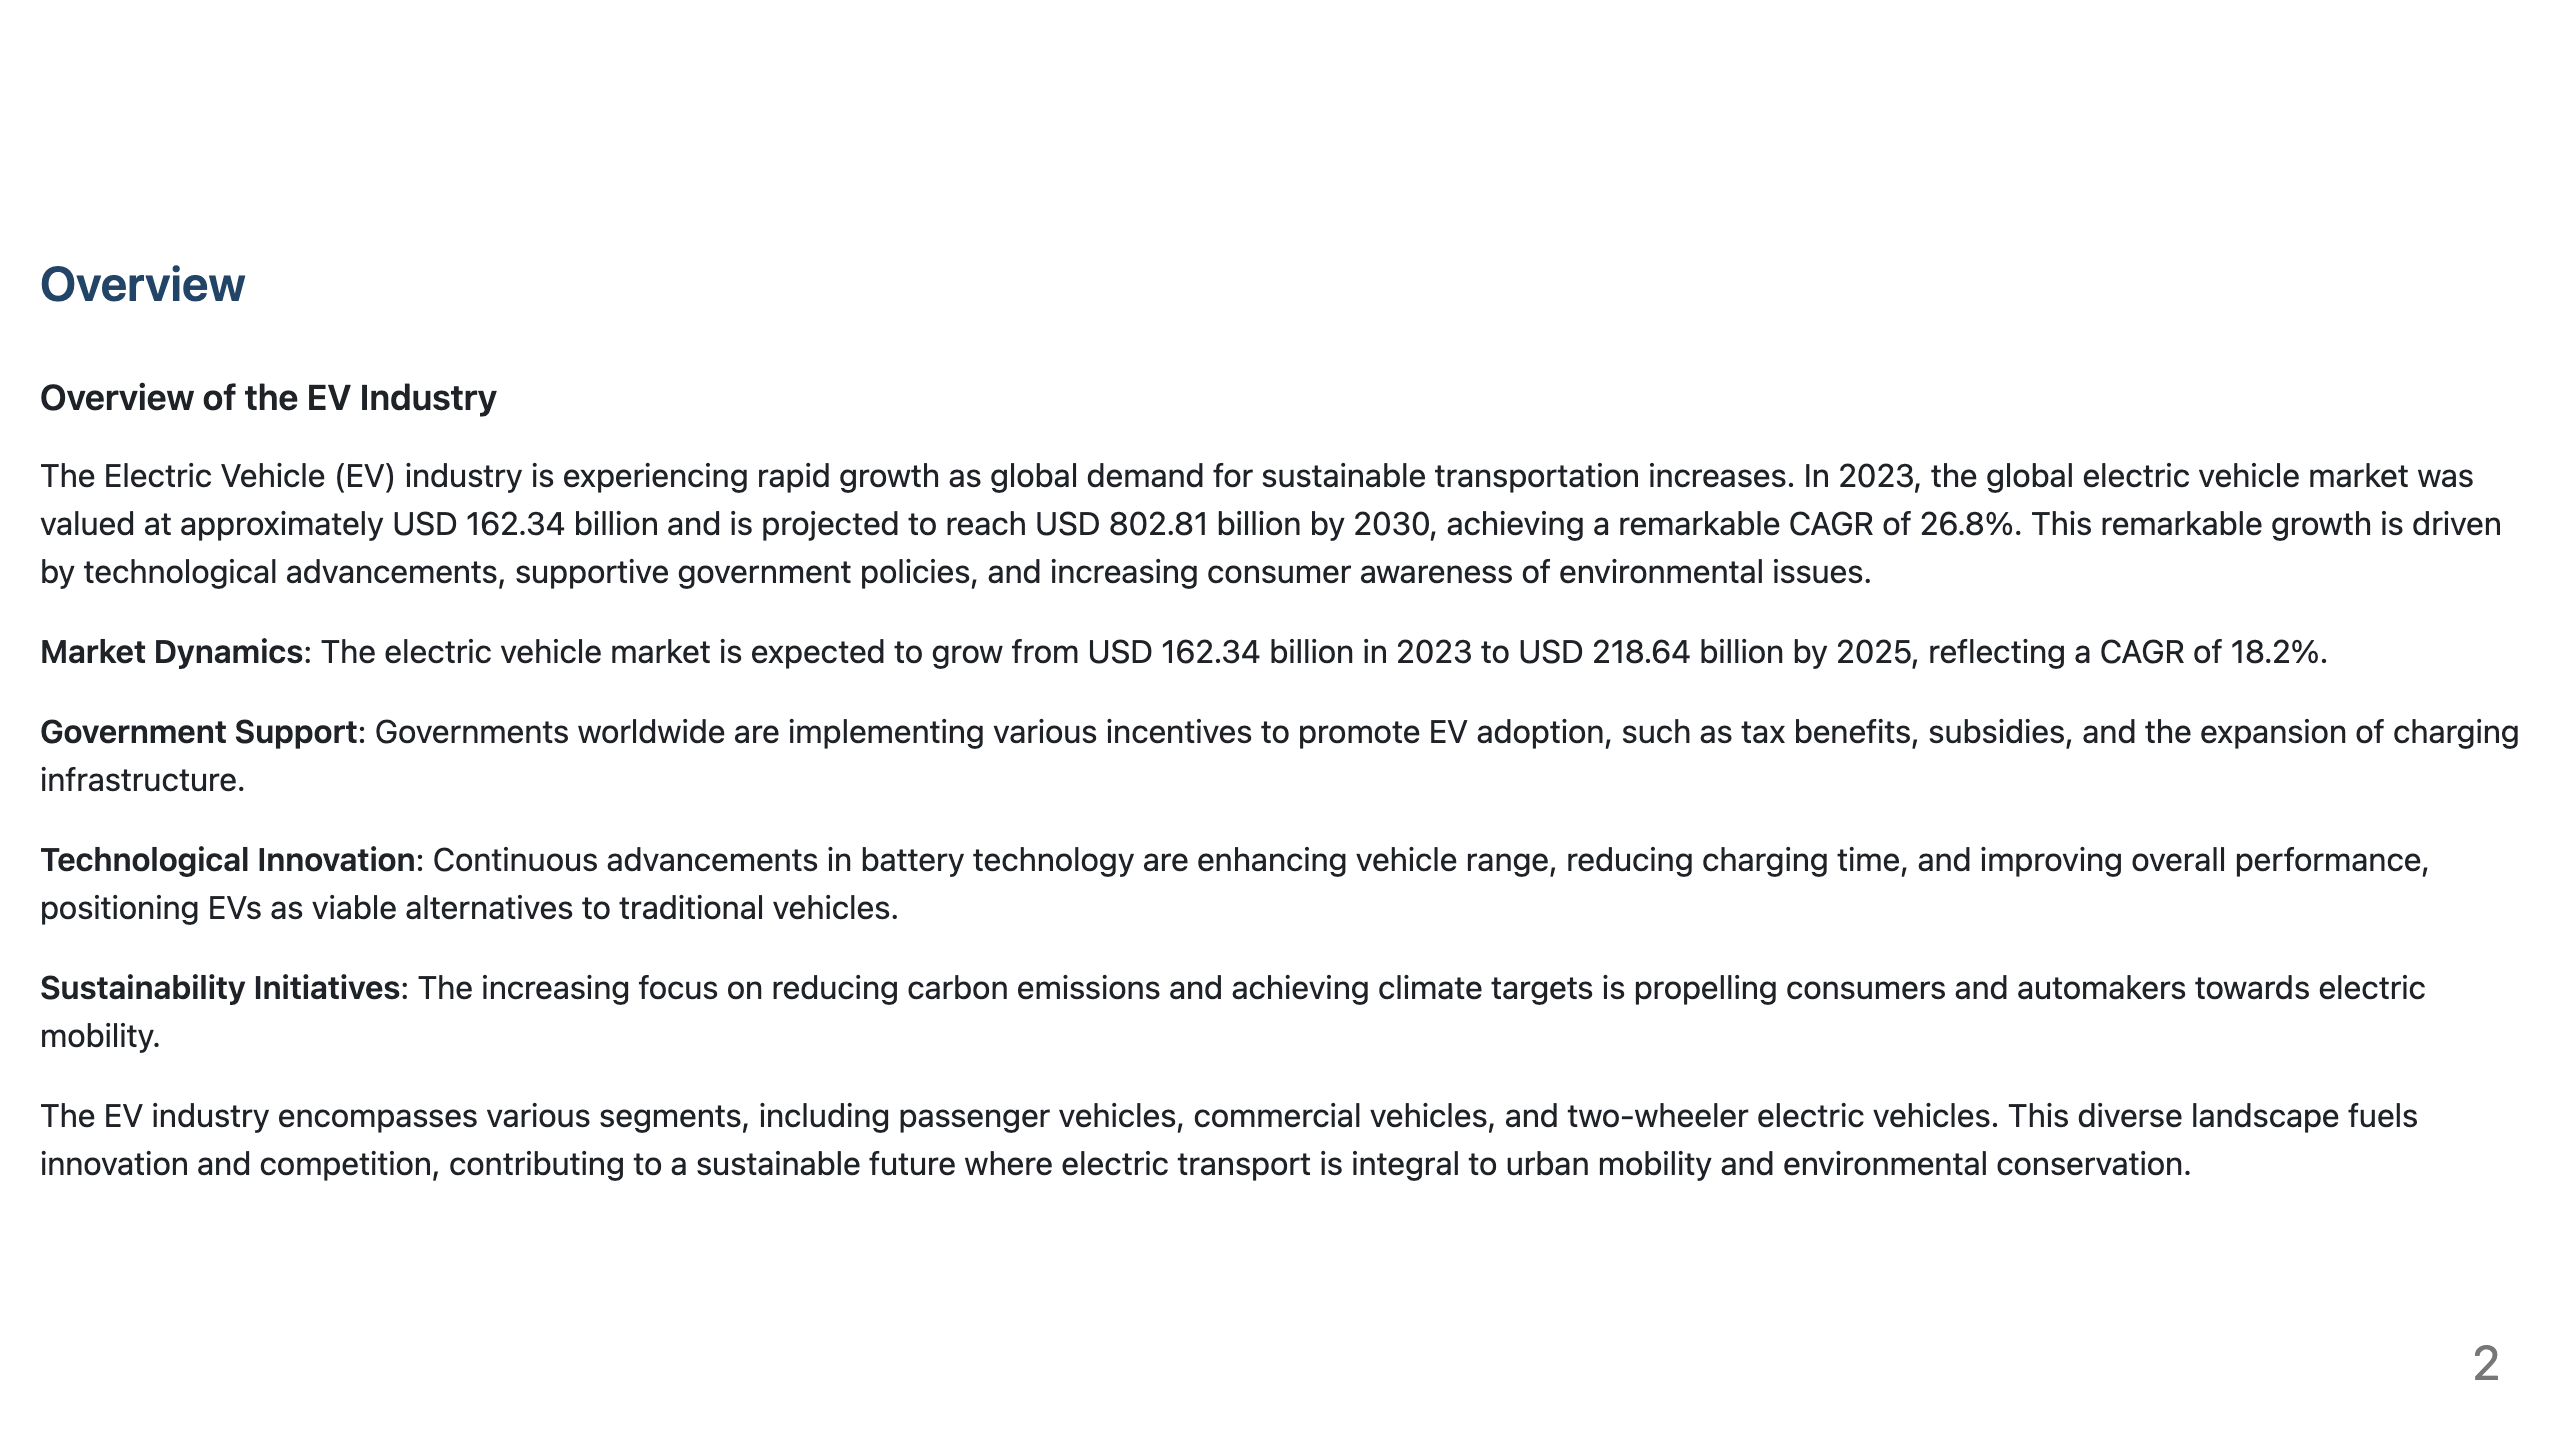 Overview
Overview of the EV Industry
The Electric Vehicle (EV) industry is experiencing rapid growth as global demand for sustainable transportation increases. In 2023, the global electric vehicle market was
valued at approximately USD 162.34 billion and is projected to reach USD 802.81 billion by 2030, achieving a remarkable CAGR of 26.8%. This remarkable growth is driven
by technological advancements, supportive government policies, and increasing consumer awareness of environmental issues.
Market Dynamics: The electric vehicle market is expected to grow from USD 162.34 billion in 2023 to USD 218.64 billion by 2025, reflecting a CAGR of 18.2%.
Government Support: Governments worldwide are implementing various incentives to promote EV adoption, such as tax benefits, subsidies, and the expansion of charging
infrastructure.
Technological Innovation: Continuous advancements in battery technology are enhancing vehicle range, reducing charging time, and improving overall performance,
positioning EVs as viable alternatives to traditional vehicles.
Sustainability Initiatives: The increasing focus on reducing carbon emissions and achieving climate targets is propelling consumers and automakers towards electric
mobility.
The EV industry encompasses various segments, including passenger vehicles, commercial vehicles, and two-wheeler electric vehicles. This diverse landscape fuels
innovation and competition, contributing to a sustainable future where electric transport is integral to urban mobility and environmental conservation.
2